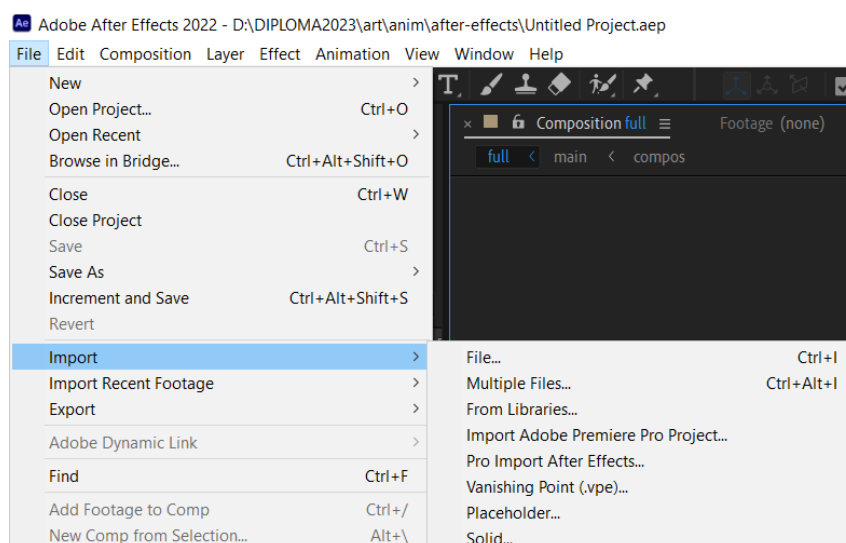 Ae Adobe After Effects 2022 - D:\DIPLOMA2023\art\anim\after-effects\Untitled Project.aep
File Edit Composition Layer Effect Animation View Window Help
New >
Open Project... Ctrl+O
Open Recent >
Browse in Bridge... Ctrl+Alt+Shift+O
Close Ctrl+W
Close Project
Save Ctrl+S
Save As >
Increment and Save Ctrl+Alt+Shift+S
Revert
Import >
Import Recent Footage >
Export >
Adobe Dynamic Link >
Find Ctrl+F
Add Footage to Comp Ctrl+/
New Comp from Selection... Alt+\
T
× Composition full ≡ Footage (none)
full < main < compos
File... Ctrl+I
Multiple Files... Ctrl+Alt+I
From Libraries...
Import Adobe Premiere Pro Project...
Pro Import After Effects...
Vanishing Point (.vpe)...
Placeholder...
Solid...